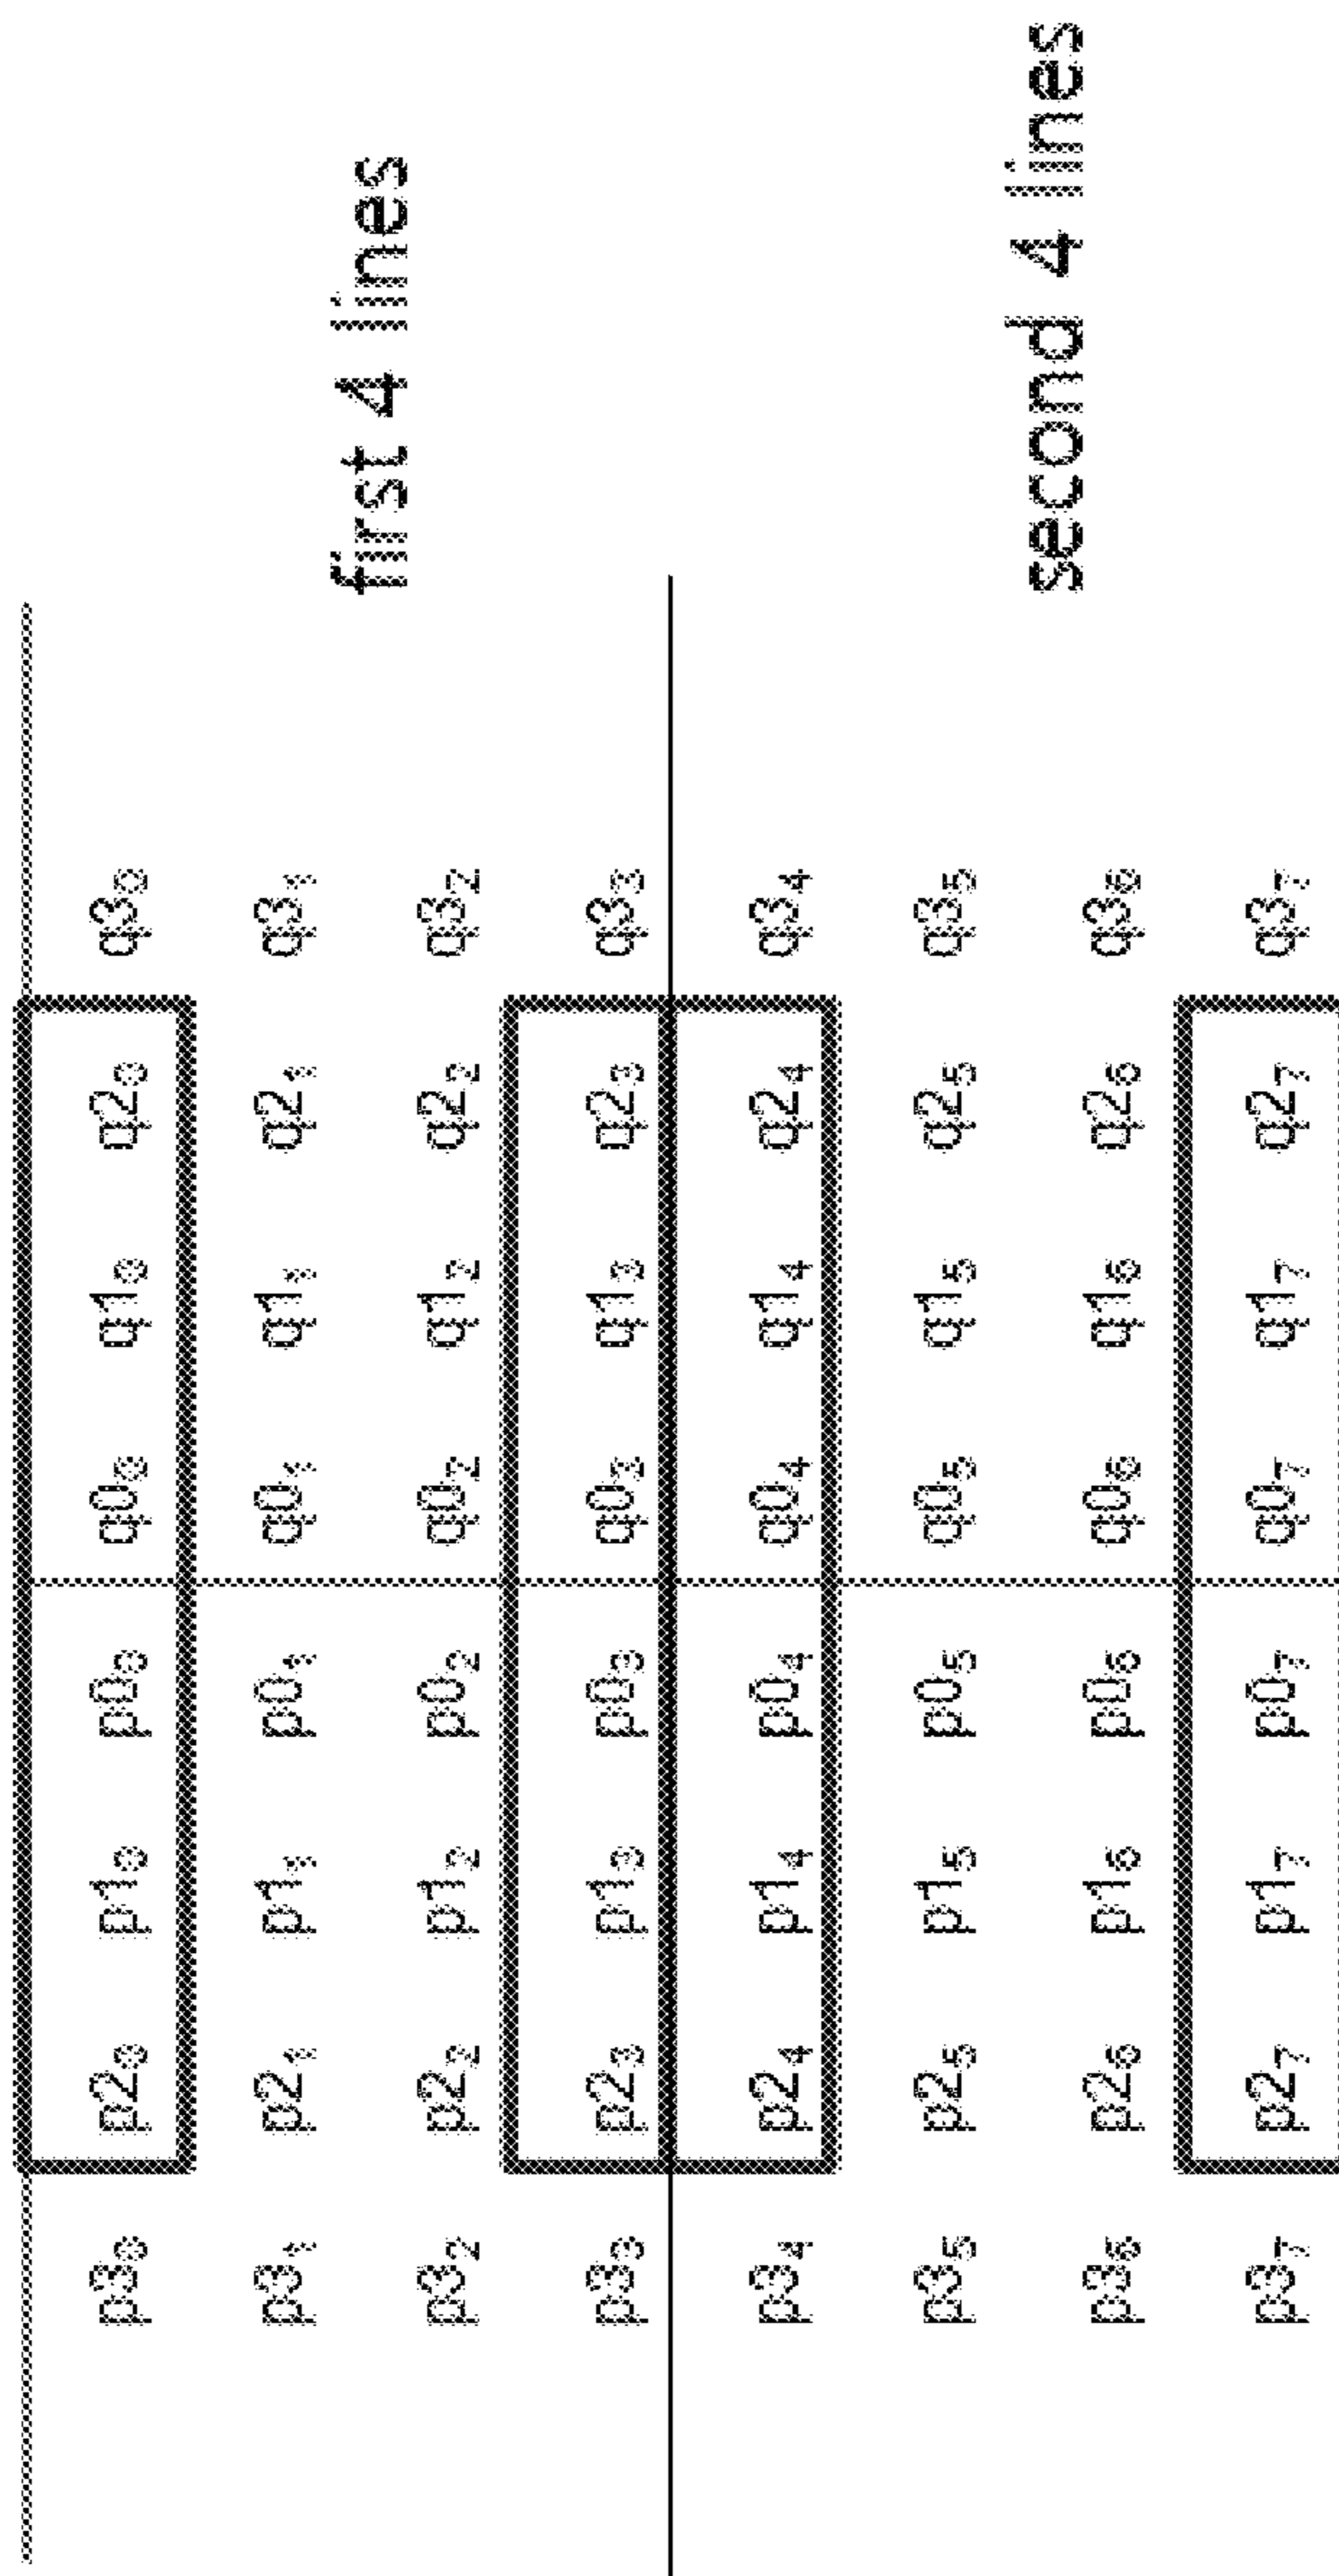 p3₀ p2₀ p1₀ p0₀ q0₀ q1₀ q2₀ q3₀
p3₁ p2₁ p1₁ p0₁ q0₁ q1₁ q2₁ q3₁
first 4 lines
p3₂ p2₂ p1₂ p0₂ q0₂ q1₂ q2₂ q3₂
p3₃ p2₃ p1₃ p0₃ q0₃ q1₃ q2₃ q3₃
p3₄ p2₄ p1₄ p0₄ q0₄ q1₄ q2₄ q3₄
p3₅ p2₅ p1₅ p0₅ q0₅ q1₅ q2₅ q3₅
second 4 lines
p3₆ p2₆ p1₆ p0₆ q0₆ q1₆ q2₆ q3₆
p3₇ p2₇ p1₇ p0₇ q0₇ q1₇ q2₇ q3₇